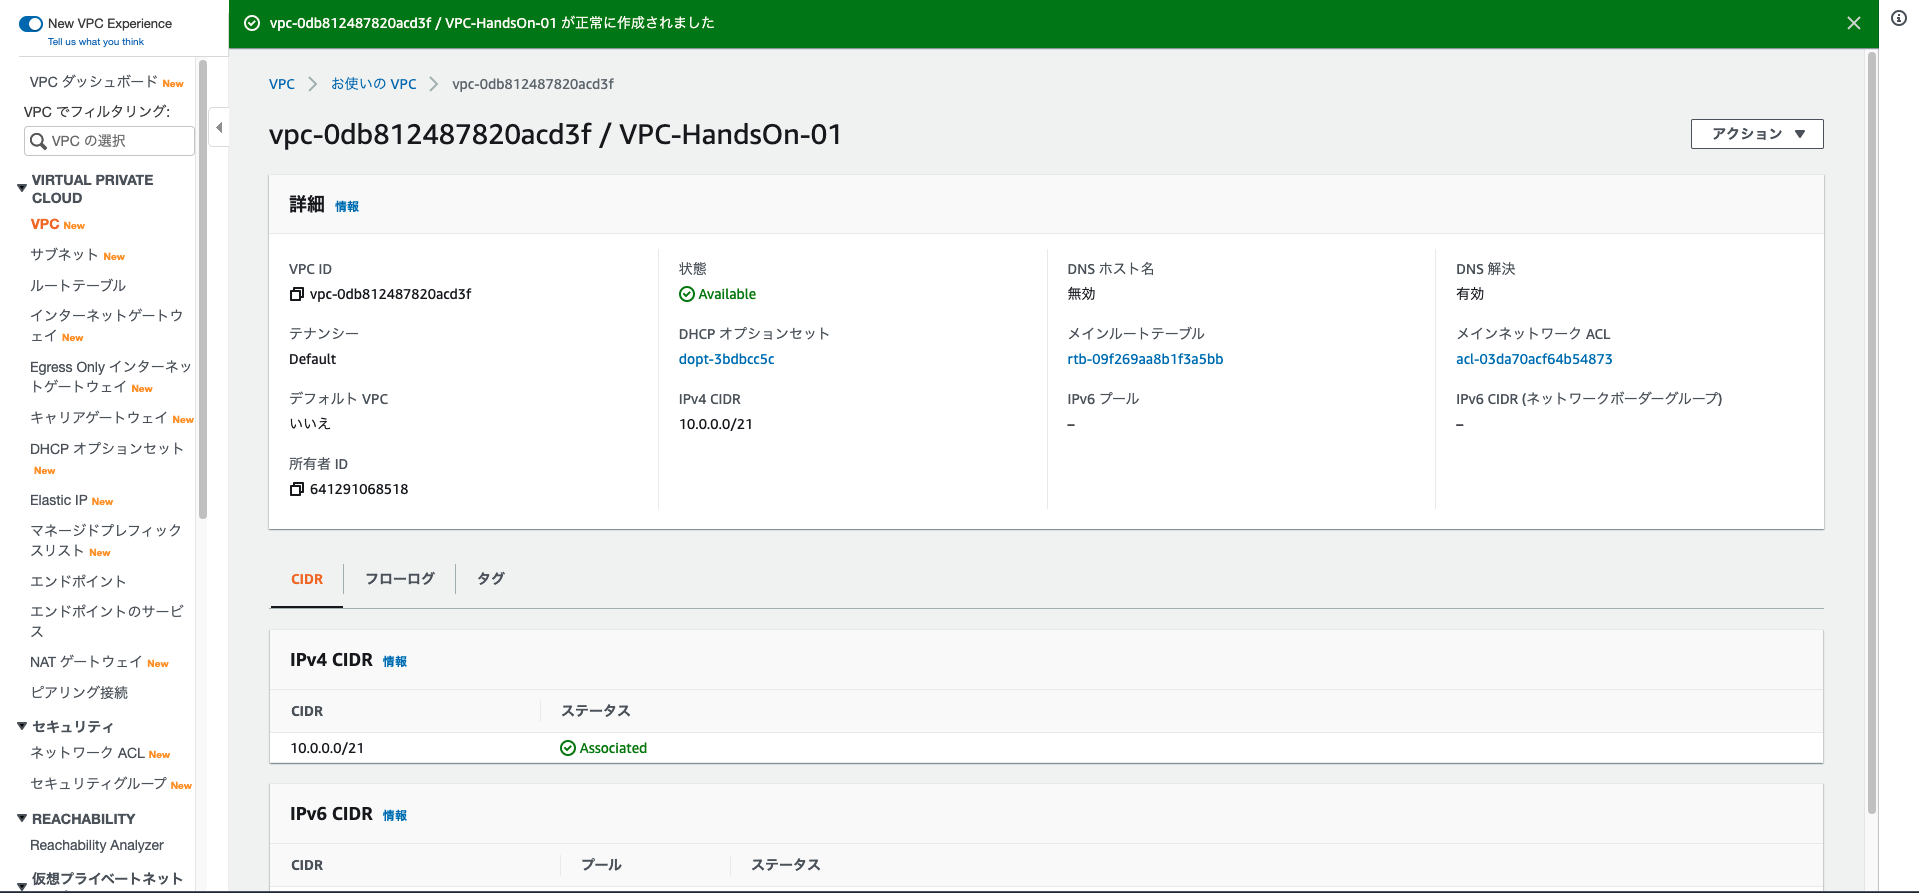 New VPC Experience
Tell us what you think
vpc-0db812487820acd3f / VPC-HandsOn-01 が正常に作成されました
VPC ダッシュボード New
VPC でフィルタリング:
VPC の選択
VIRTUAL PRIVATE
CLOUD
VPC New
サブネット New
ルートテーブル
インターネットゲートウ
ェイ New
Egress Only インターネッ
トゲートウェイ New
キャリアゲートウェイ New
DHCP オプションセット
New
Elastic IP New
マネージドプレフィック
スリスト New
エンドポイント
エンドポイントのサービ
ス
NAT ゲートウェイ New
ピアリング接続
セキュリティ
ネットワーク ACL New
セキュリティグループ New
REACHABILITY
Reachability Analyzer
仮想プライベートネット
VPC
お使いの VPC
vpc-0db812487820acd3f
vpc-0db812487820acd3f / VPC-HandsOn-01
アクション
詳細 情報
VPC ID
vpc-0db812487820acd3f
状態
Available
DNS ホスト名
無効
DNS 解決
有効
テナンシー
Default
DHCP オプションセット
dopt-3bdbcc5c
メインルートテーブル
rtb-09f269aa8b1f3a5bb
メインネットワーク ACL
acl-03da70acf64b54873
デフォルト VPC
いいえ
IPv4 CIDR
10.0.0.0/21
IPv6 プール
–
IPv6 CIDR (ネットワークボーダーグループ)
–
所有者 ID
641291068518
CIDR
フローログ
タグ
IPv4 CIDR 情報
CIDR
ステータス
10.0.0.0/21
Associated
IPv6 CIDR 情報
CIDR
プール
ステータス